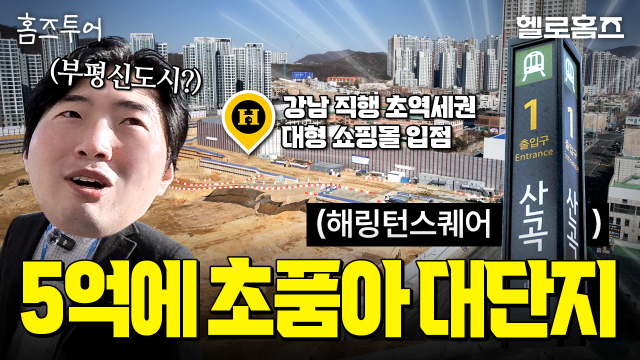 홈즈투어
헬로홈즈
(부평신도시?)
강남 직행 초역세권
대형 쇼핑몰 입점
1
출입구
Entrance
산곡
1
산곡
(해링턴스퀘어 )
5억에 초품아 대단지